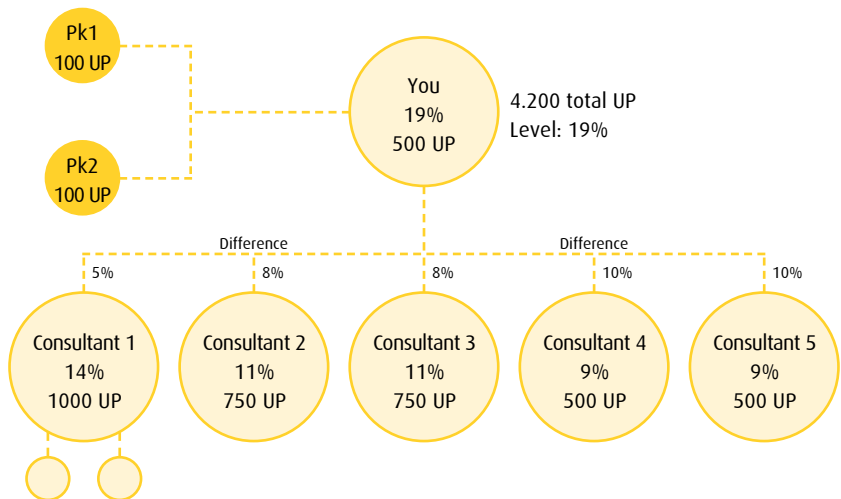 Pk1
100 UP
You
19%
500 UP
4.200 total UP
Level: 19%
Pk2
100 UP
Difference
Difference
5%
8%
8%
10%
10%
Consultant 1
14%
1000 UP
Consultant 2
11%
750 UP
Consultant 3
11%
750 UP
Consultant 4
9%
500 UP
Consultant 5
9%
500 UP